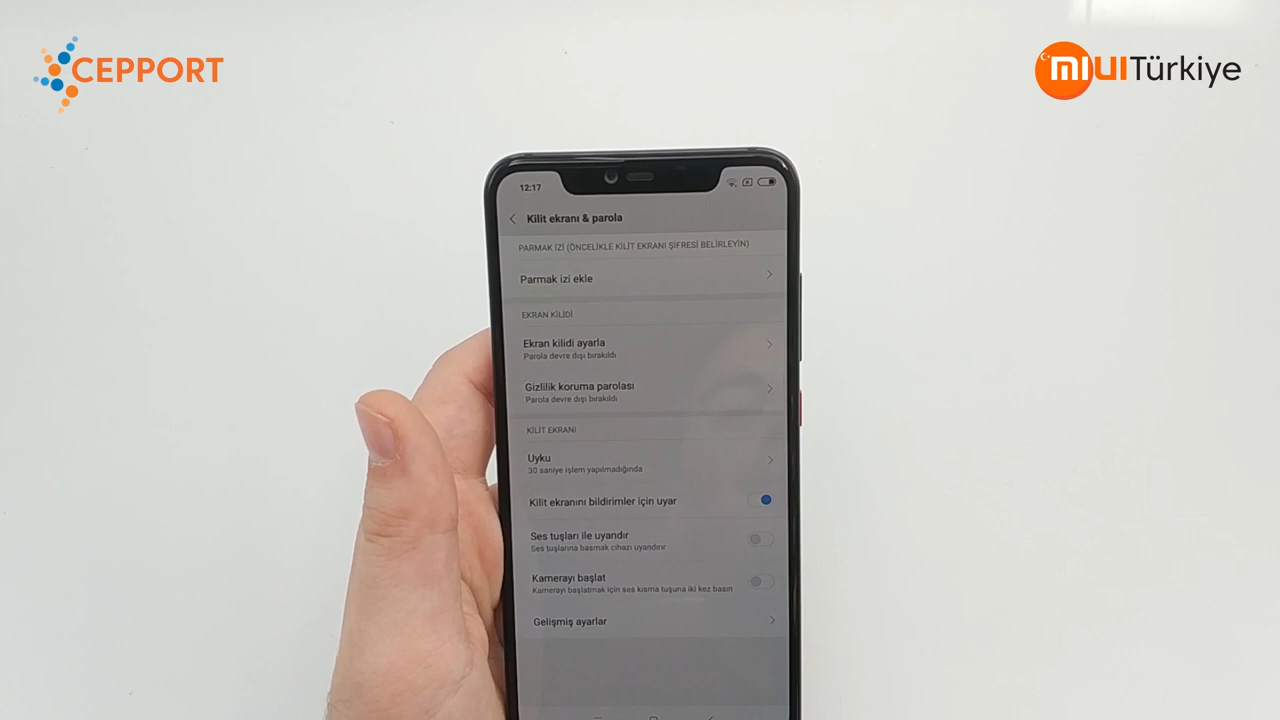 CEPPORT
MIUI Türkiye
12:17
Kilit ekranı & parola
PARMAK İZİ (ÖNCELİKLE KİLİT EKRANI ŞİFRESİ BELİRLEYİN)
Parmak izi ekle
EKRAN KİLİDİ
Ekran kilidi ayarla
Parola devre dışı bırakıldı
Gizlilik koruma parolası
Parola devre dışı bırakıldı
KİLİT EKRANI
Uyku
30 saniye işlem yapılmadığında
Kilit ekranını bildirimler için uyar
Ses tuşları ile uyandır
Ses tuşlarına basmak cihazı uyandırır
Kamerayı başlat
Kamerayı başlatmak için ses kısma tuşuna iki kez basın
Gelişmiş ayarlar